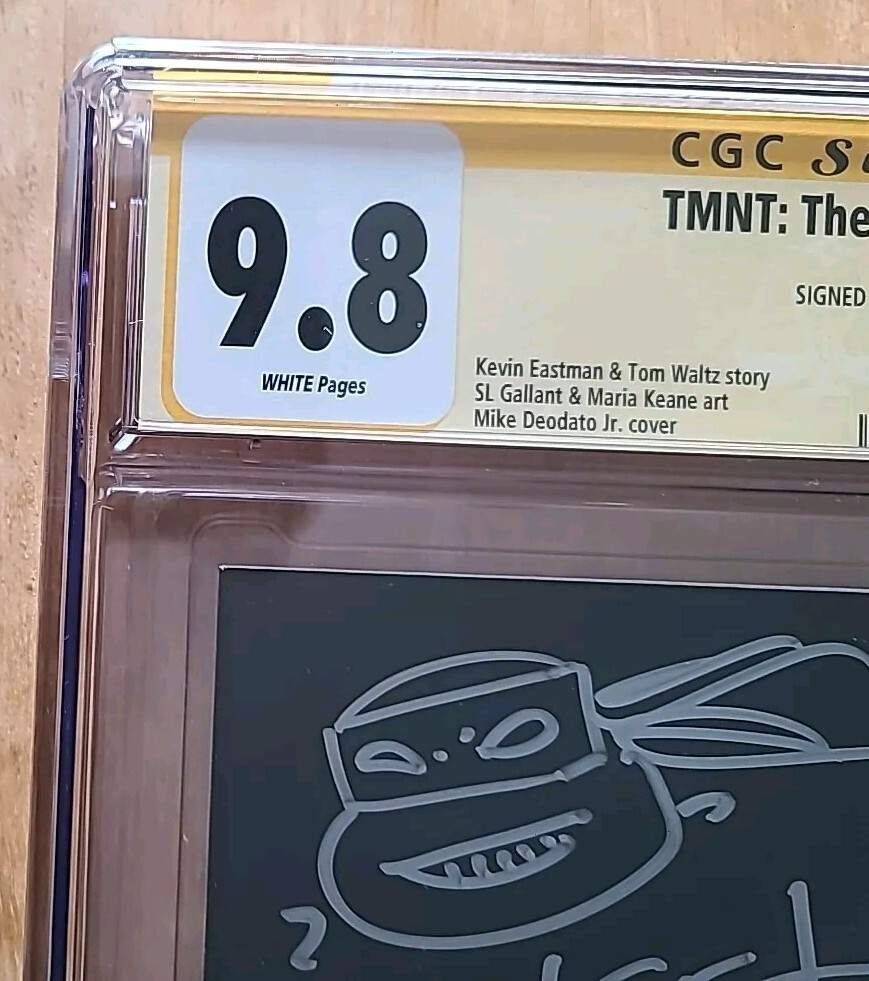 CGC
9.8
TMNT: The
SIGNED
WHITE Pages
Kevin Eastman & Tom Waltz story
SL Gallant & Maria Keane art
Mike Deodato Jr. cover